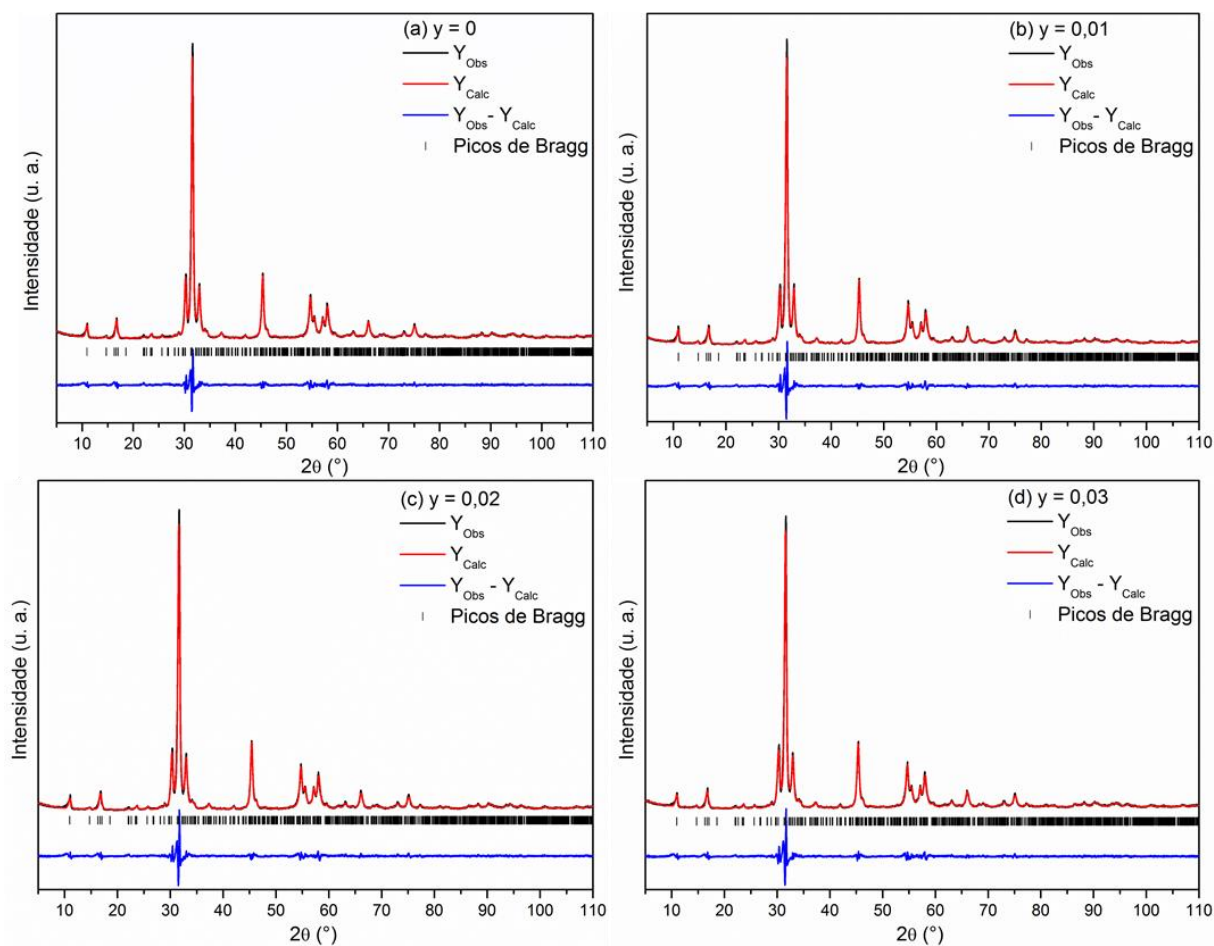 (a) y = 0
Y_Obs
Y_Calc
Y_Obs - Y_Calc
Picos de Bragg
Intensidade (u. a.)
10 20 30 40 50 60 70 80 90 100 110
2θ (°)
(b) y = 0,01
Y_Obs
Y_Calc
Y_Obs - Y_Calc
Picos de Bragg
Intensidade (u. a.)
10 20 30 40 50 60 70 80 90 100 110
2θ (°)
(c) y = 0,02
Y_Obs
Y_Calc
Y_Obs - Y_Calc
Picos de Bragg
Intensidade (u. a.)
10 20 30 40 50 60 70 80 90 100 110
2θ (°)
(d) y = 0,03
Y_Obs
Y_Calc
Y_Obs - Y_Calc
Picos de Bragg
Intensidade (u. a.)
10 20 30 40 50 60 70 80 90 100 110
2θ (°)